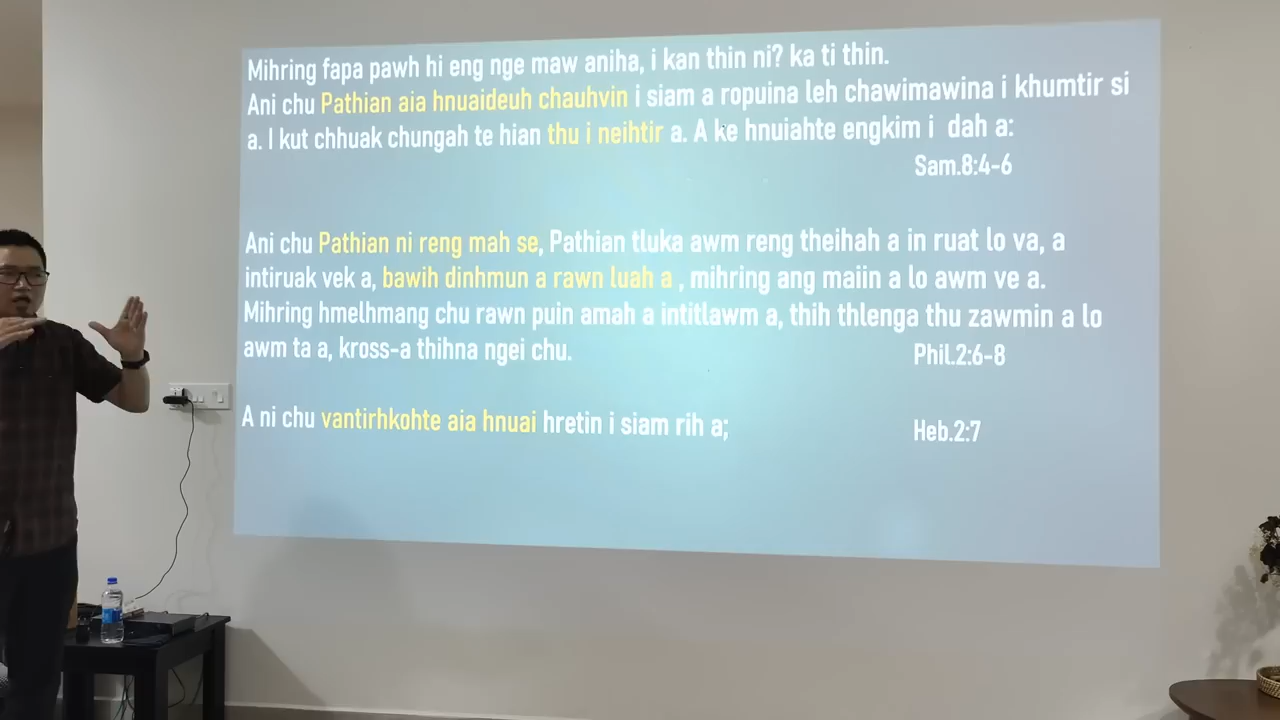 Mihring fapa pawh hi eng nge maw aniha, i kan thin ni? ka ti thin.
Ani chu Pathian aia hnuaideuh chauhvin i siam a ropuina leh chawimawina i khumtir si
a. I kut chhuak chungah te hian thu i neihtir a. A ke hnuiahte engkim i dah a:
Sam.8:4-6
Ani chu Pathian ni reng mah se, Pathian tluka awm reng theihah a in ruat lo va, a
intiruak vek a, bawih dinhmun a rawn luah a , mihring ang maiin a lo awm ve a.
Mihring hmelhmang chu rawn puin amah a intitlawm a, thih thlenga thu zawmin a lo
awm ta a, kross-a thihna ngei chu.
Phil.2:6-8
A ni chu vantirhkohte aia hnuai hretin i siam rih a;
Heb.2:7